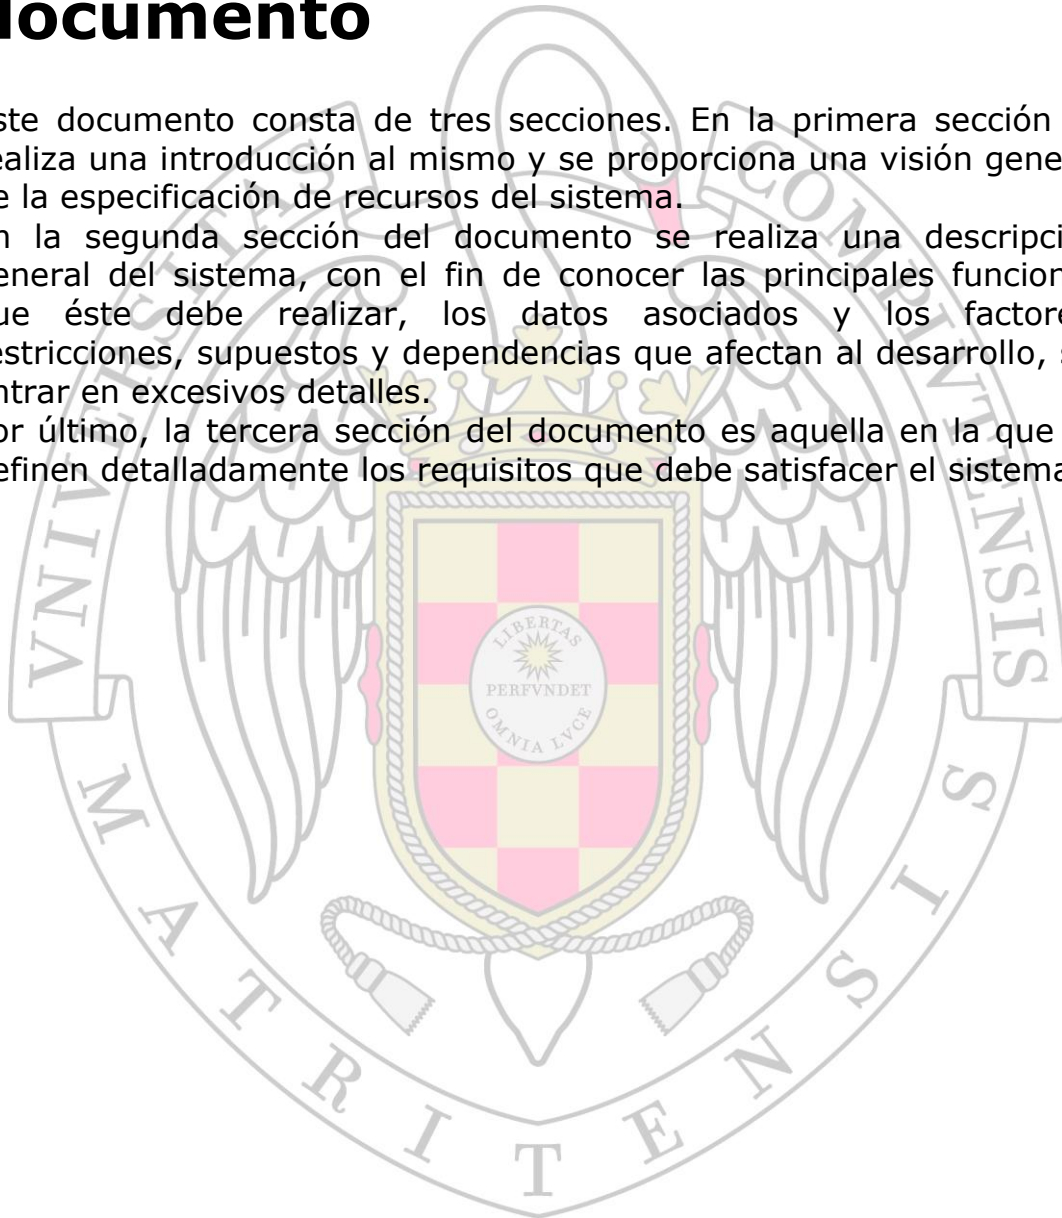 documento
ste documento consta de tres secciones. En la primera sección
ealiza una introducción al mismo y se proporciona una visión gene
e la especificación de recursos del sistema.
n la segunda sección del documento se realiza una descripci
eneral del sistema, con el fin de conocer las principales funcion
ue éste debe realizar, los datos asociados y los factore
estricciones, supuestos y dependencias que afectan al desarrollo, s
ntrar en excesivos detalles.
or último, la tercera sección del documento es aquella en la que
efinen detalladamente los requisitos que debe satisfacer el sistema
VNIVERSITAS COMPLVTENSIS
LIBERTAS
PERFVNDET
OMNIA LVCE
MATRITENSIS